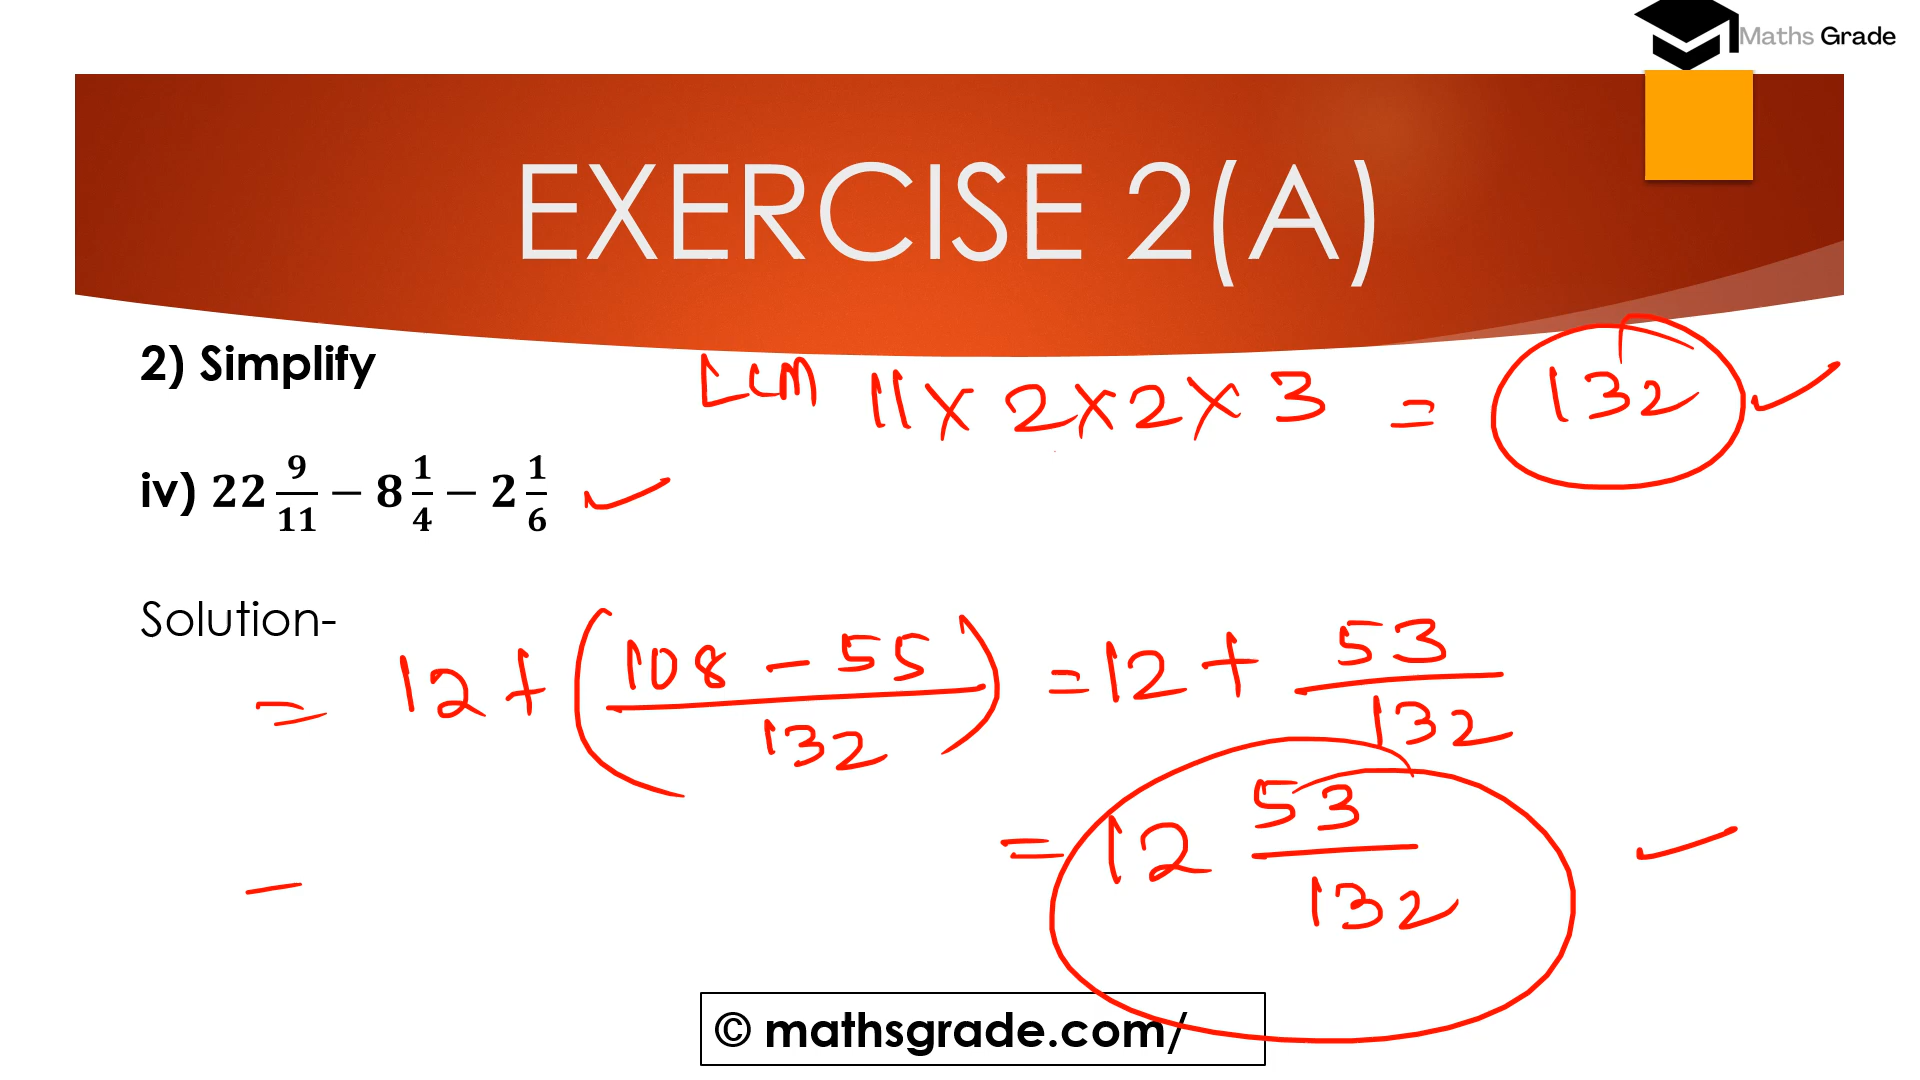 Maths Grade
EXERCISE 2(A)
2) Simplify
LCM 11 × 2 × 2 × 3 = 132
iv) 22 9/11 − 8 1/4 − 2 1/6
Solution-
= 12 + (108 − 55 / 132) = 12 + 53/132
= 12 53/132
© mathsgrade.com/